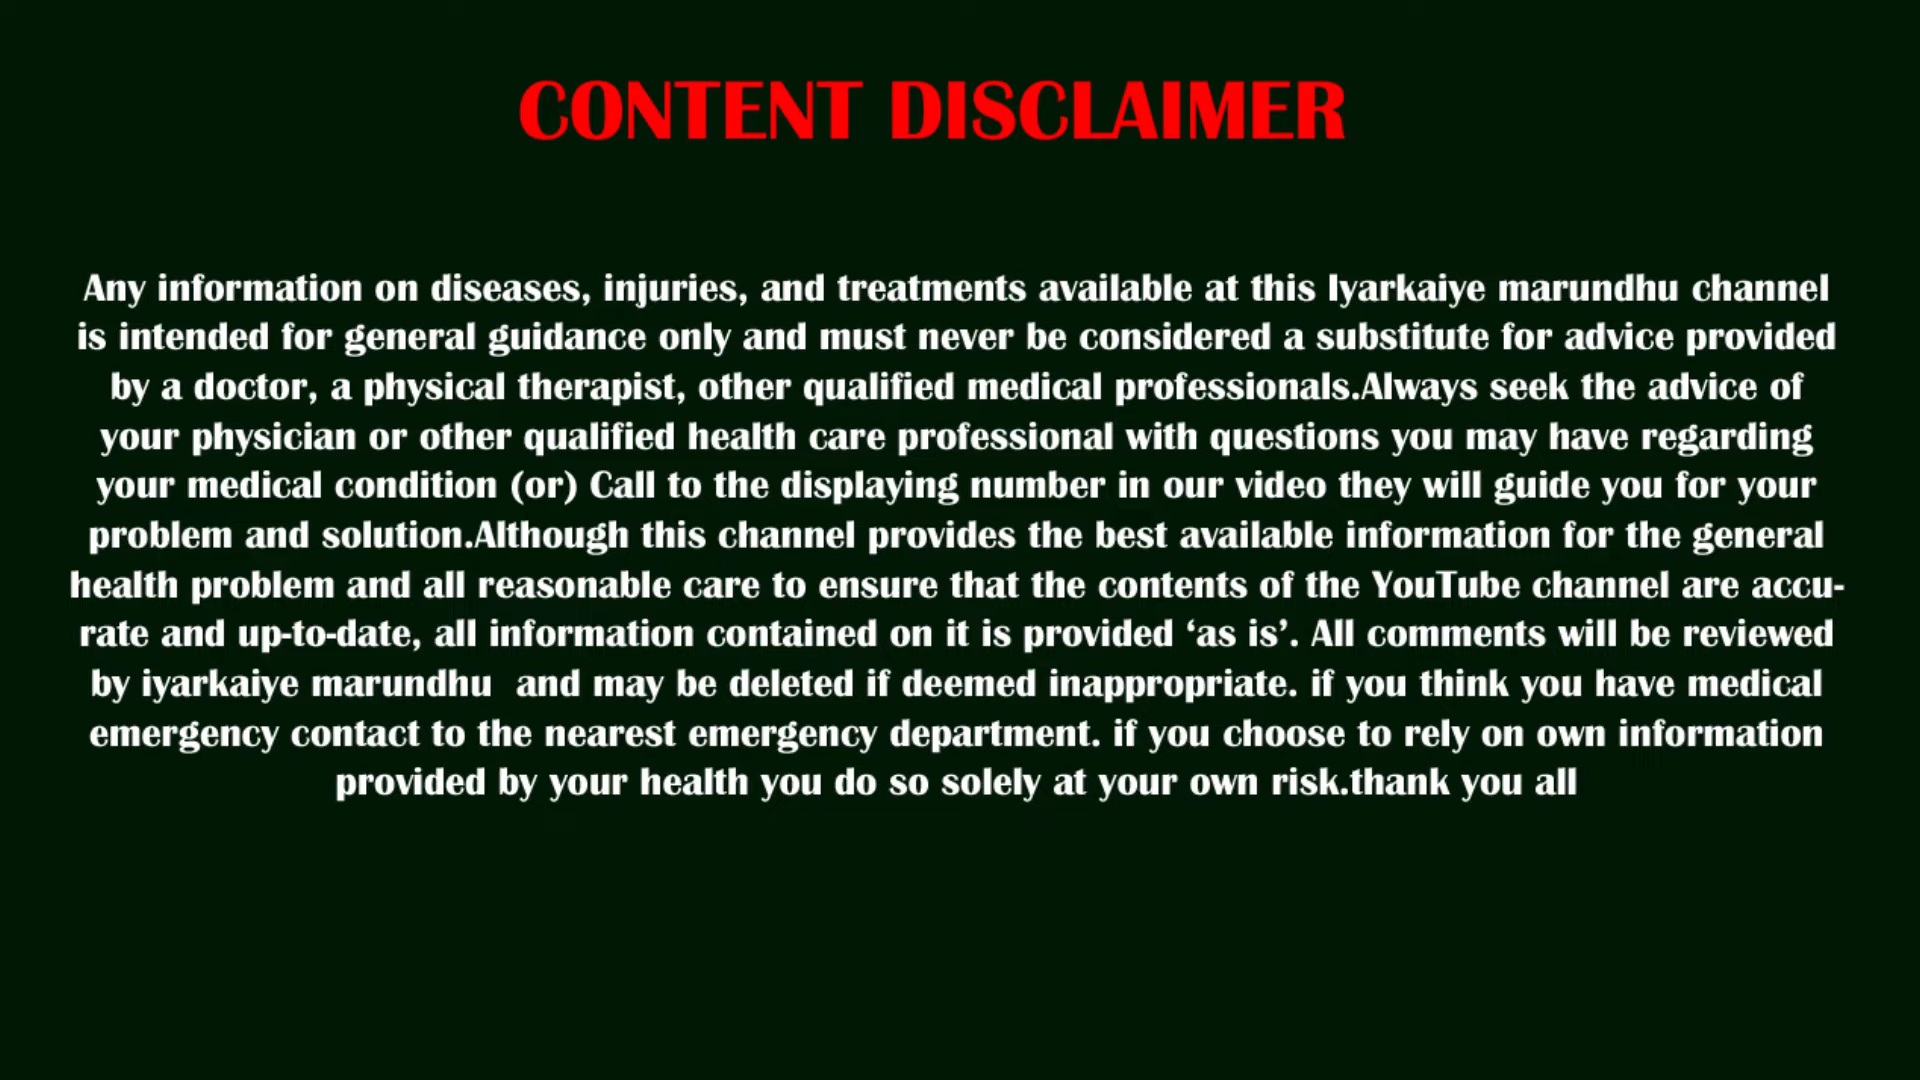 CONTENT DISCLAIMER
Any information on diseases, injuries, and treatments available at this Iyarkaiye marundhu channel
is intended for general guidance only and must never be considered a substitute for advice provided
by a doctor, a physical therapist, other qualified medical professionals.Always seek the advice of
your physician or other qualified health care professional with questions you may have regarding
your medical condition (or) Call to the displaying number in our video they will guide you for your
problem and solution.Although this channel provides the best available information for the general
health problem and all reasonable care to ensure that the contents of the YouTube channel are accu-
rate and up-to-date, all information contained on it is provided ‘as is’. All comments will be reviewed
by iyarkaiye marundhu  and may be deleted if deemed inappropriate. if you think you have medical
emergency contact to the nearest emergency department. if you choose to rely on own information
provided by your health you do so solely at your own risk.thank you all